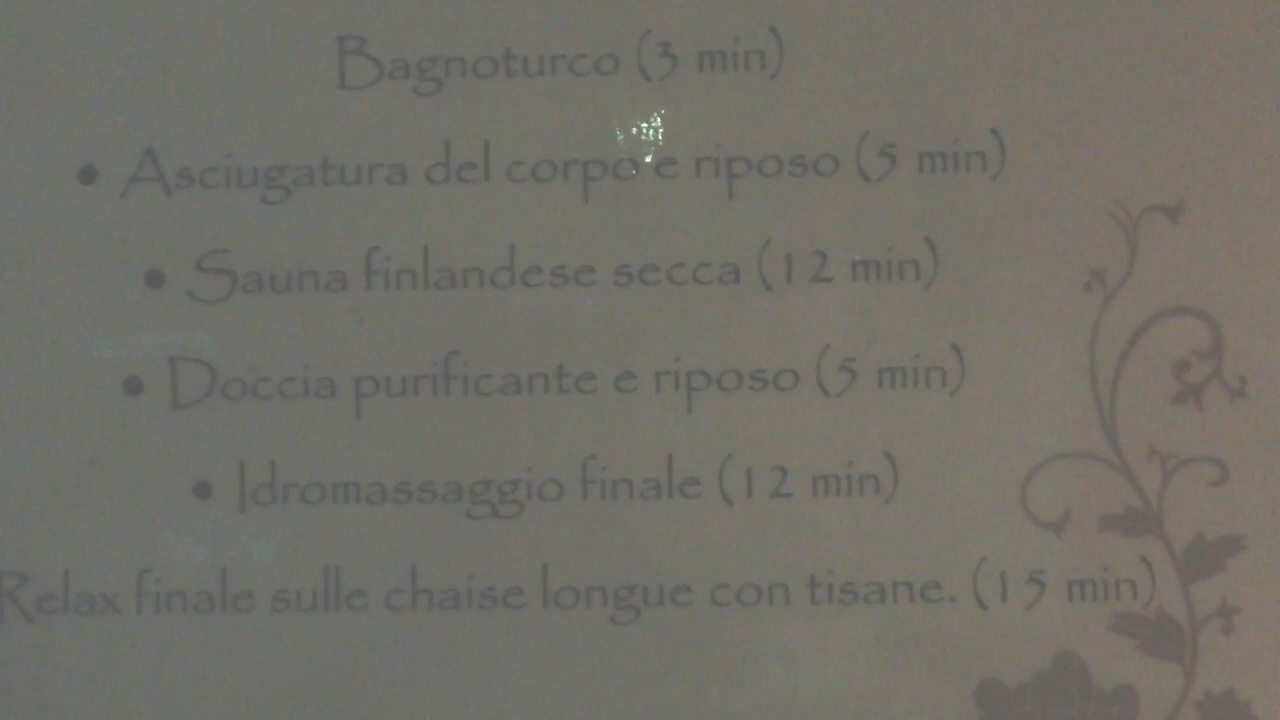 Bagnoturco (3 min)
• Asciugatura del corpo e riposo (5 min)
• Sauna finlandese secca (12 min)
• Doccia purificante e riposo (5 min)
• Idromassaggio finale (12 min)
Relax finale sulle chaise longue con tisane. (15 min)